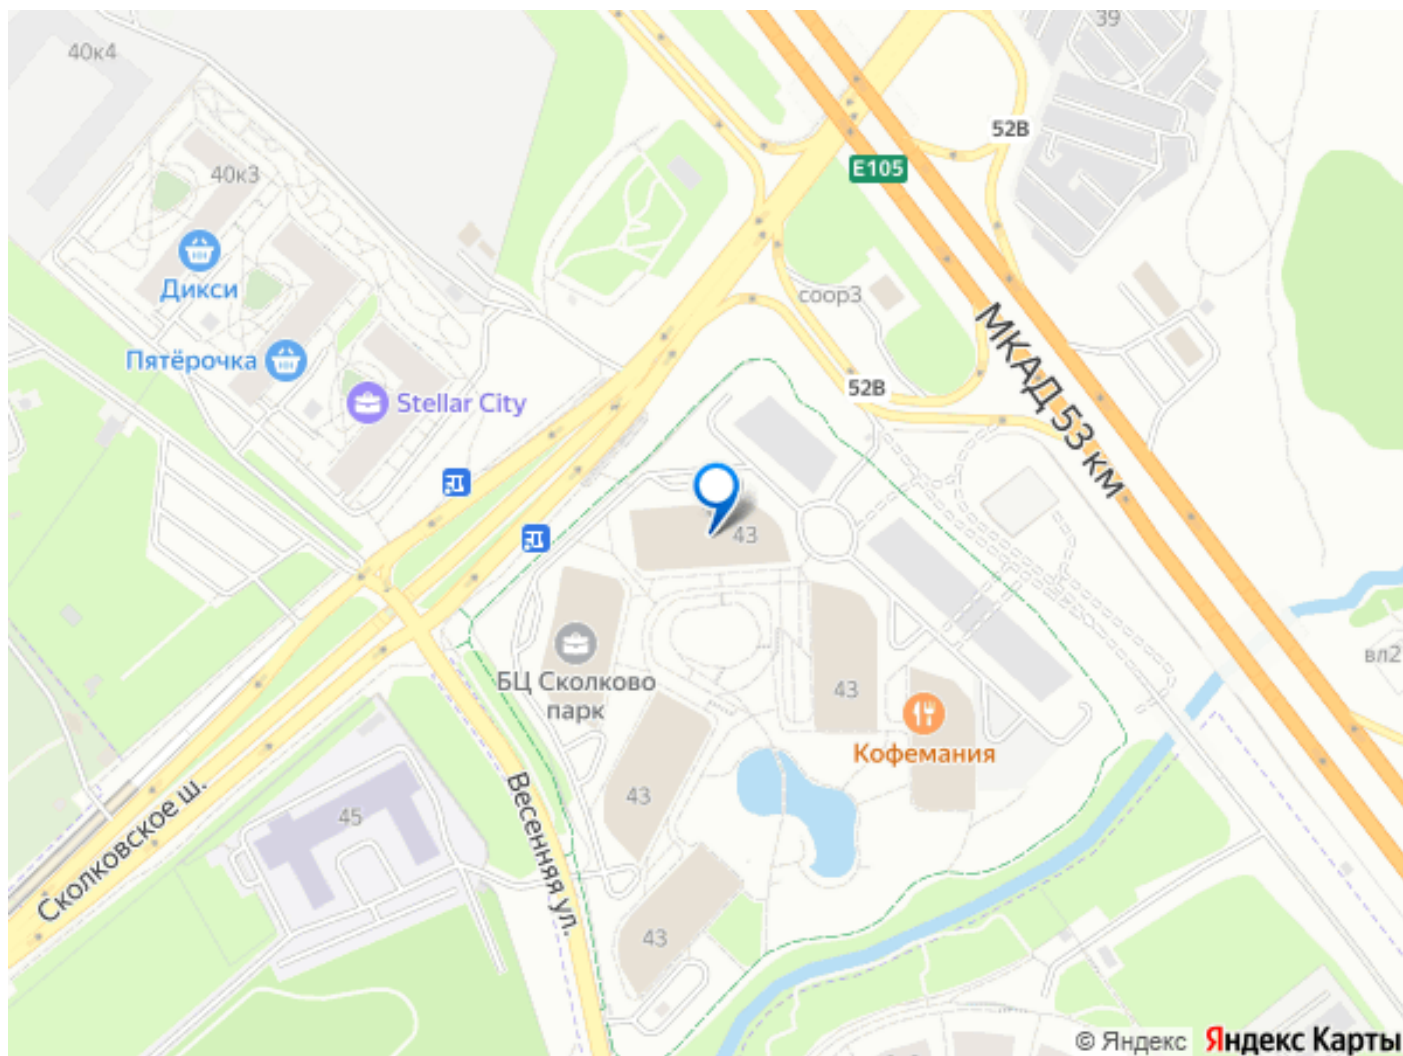 39
40к4
52В
E105
40к3
Дикси
соор3
МКАД 53 км
Пятёрочка
52В
Stellar City
43
вл2
БЦ Сколково
парк
43
Кофемания
Сколковское ш.
45
43
Весенняя ул.
43
© Яндекс Яндекс Карты